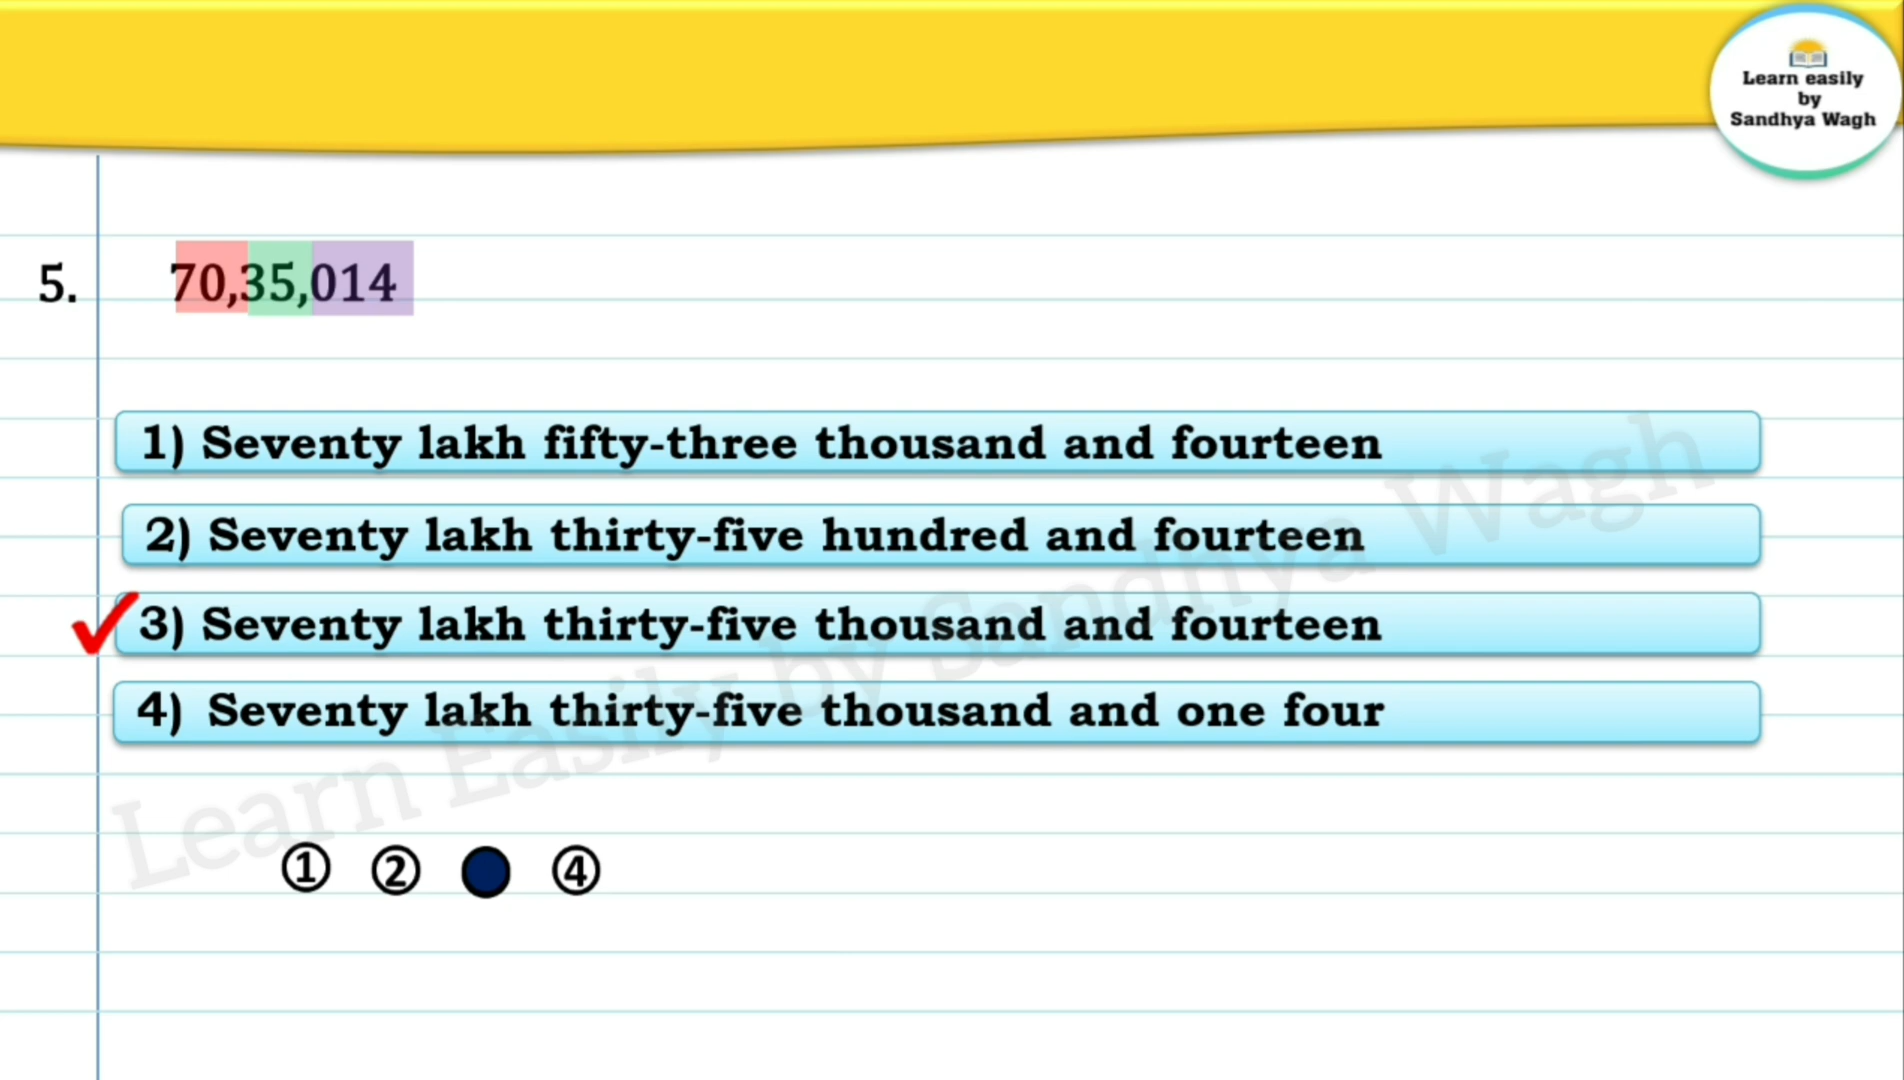 Learn easily
by
Sandhya Wagh
5. 70,35,014
1) Seventy lakh fifty-three thousand and fourteen
2) Seventy lakh thirty-five hundred and fourteen
3) Seventy lakh thirty-five thousand and fourteen
4) Seventy lakh thirty-five thousand and one four
Learn Easily by Sandhya Wagh
① ② ④